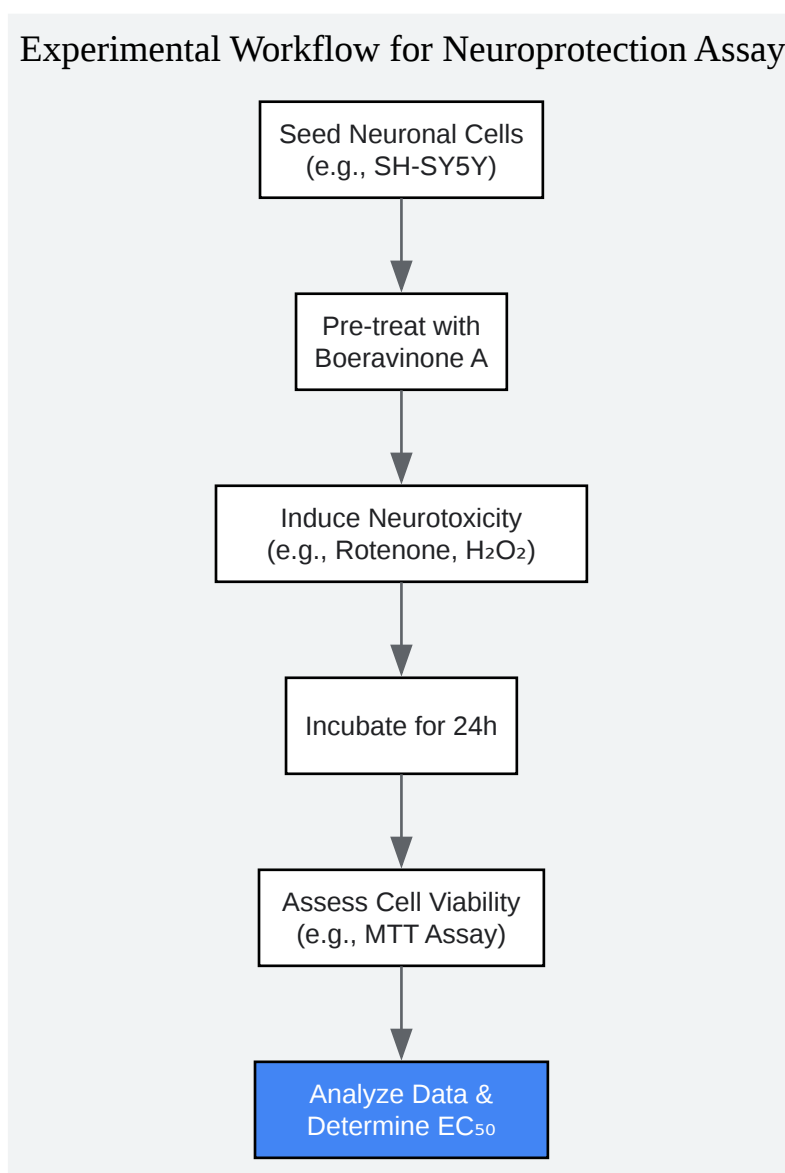 Experimental Workflow for Neuroprotection Assay
Seed Neuronal Cells
(e.g., SH-SY5Y)
Pre-treat with
Boeravinone A
Induce Neurotoxicity
(e.g., Rotenone, H₂O₂)
Incubate for 24h
Assess Cell Viability
(e.g., MTT Assay)
Analyze Data &
Determine EC₅₀